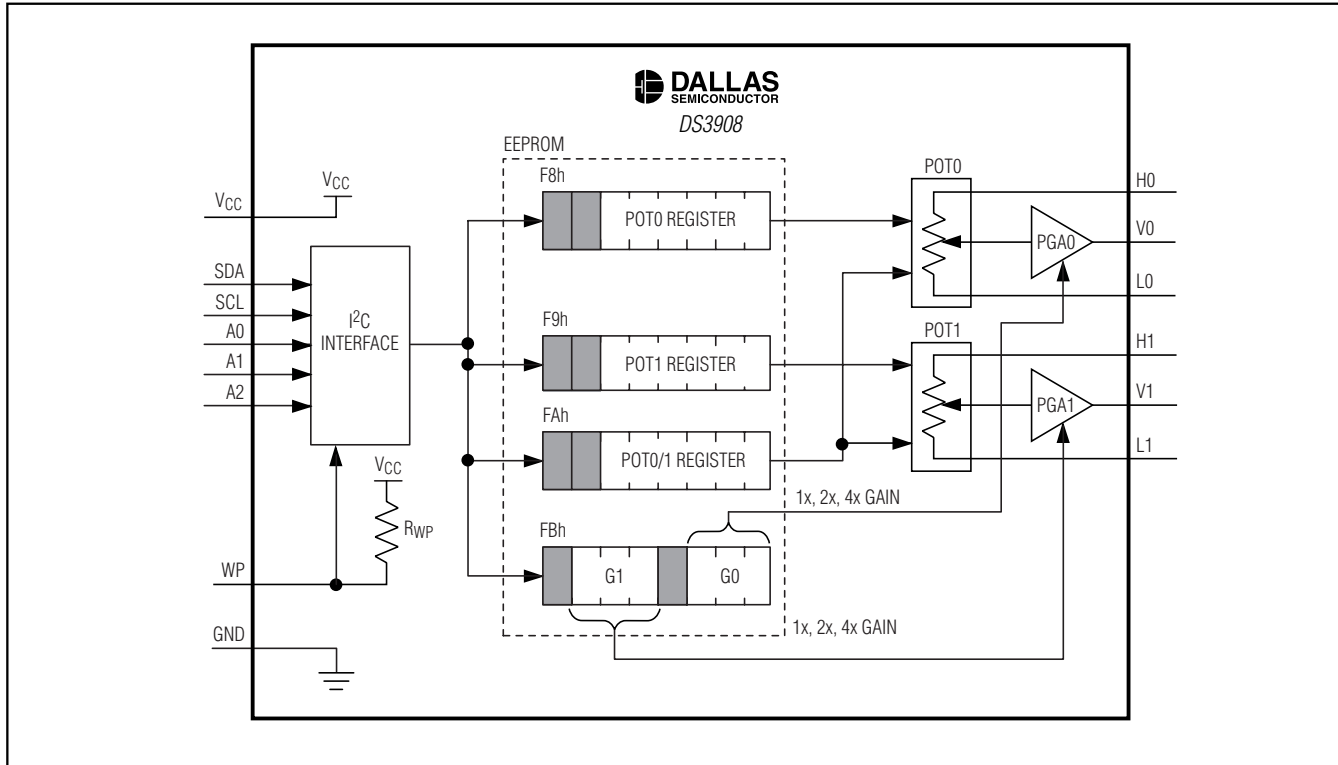 DALLAS
SEMICONDUCTOR
DS3908
EEPROM
VCC
VCC
SDA
SCL
A0
A1
A2
I2C
INTERFACE
VCC
RWP
WP
GND
F8h
POT0 REGISTER
F9h
POT1 REGISTER
FAh
POT0/1 REGISTER
FBh
G1
G0
1x, 2x, 4x GAIN
1x, 2x, 4x GAIN
POT0
PGA0
H0
V0
L0
POT1
PGA1
H1
V1
L1